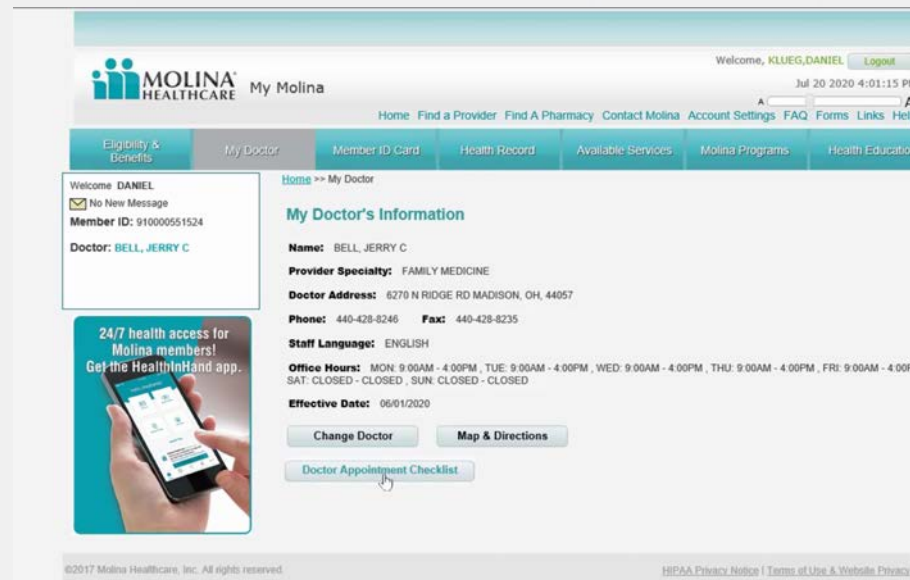 Welcome, KLUEG,DANIEL Logout
MOLINA
HEALTHCARE My Molina
Jul 20 2020 4:01:15
A A
Home Find a Provider Find A Pharmacy Contact Molina Account Settings FAQ Forms Links
Eligibility &
Benefits
My Doctor Member ID Card Health Record Available Services Molina Programs Health
Welcome DANIEL
No New Message
Member ID: 910000551524
Doctor: BELL, JERRY C
24/7 health access for
Molina members!
Get the HealthInHand app.
Home >> My Doctor
My Doctor's Information
Name: BELL, JERRY C
Provider Specialty: FAMILY MEDICINE
Doctor Address: 6270 N RIDGE RD MADISON, OH, 44057
Phone: 440-428-8246 Fax: 440-428-8235
Staff Language: ENGLISH
Office Hours: MON: 9:00AM - 4:00PM , TUE: 9:00AM - 4:00PM , WED: 9:00AM - 4:00PM , THU: 9:00AM - 4:00PM , FRI: 9:00AM -
SAT: CLOSED - CLOSED , SUN: CLOSED - CLOSED
Effective Date: 06/01/2020
Change Doctor Map & Directions
Doctor Appointment Checklist
©2017 Molina Healthcare, Inc. All rights reserved. HIPAA Privacy Notice | Terms of Use & Website Privacy